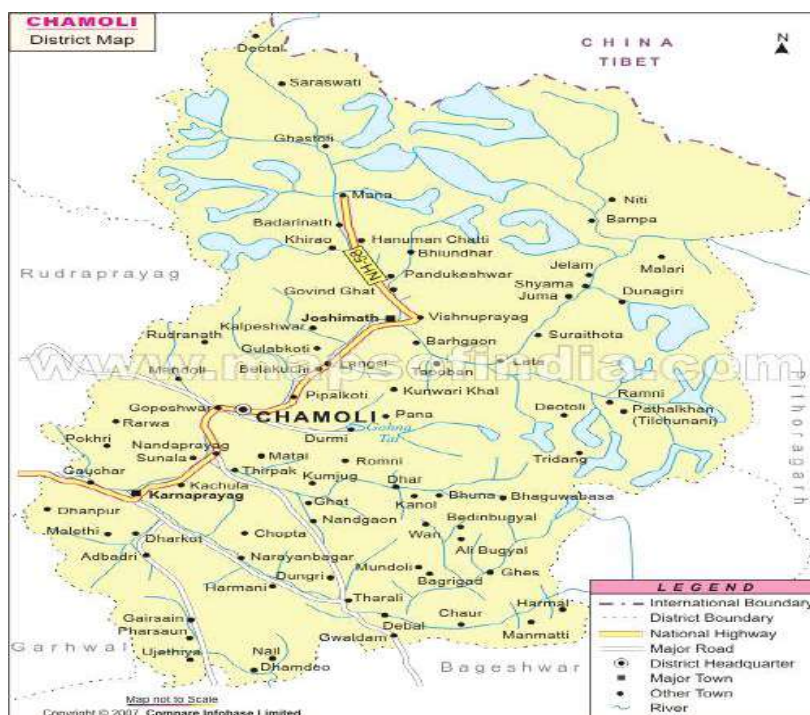 CHAMOLI
District Map
CHINA
TIBET
N
Deotal
Saraswati
Ghastoli
Mana
Niti
Bampa
Badarinath
Hanuman Chatti
Khirao
Bhiundhar
NH-58
Rudraprayag
Pandukeshwar
Jelam
Malari
Govind Ghat
Shyama
Juma
Dunagiri
Joshimath
Vishnuprayag
Rudranath
Kalpeshwar
Barhgaon
Suraithota
Gulabkoti
www.mapsofindia.com
Mandoli
Belakuchi
Langsi
Tapoban
Lata
Pithoragarh
Pipalkoti
Kunwari Khal
Ramni
Gopeshwar
CHAMOLI
Pana
Deotoli
Pathalkhan
(Tilchunani)
Rarwa
Durmi
Gohna
Tal
Pokhri
Nandaprayag
Sunala
Matai
Romni
Tridang
Gauchar
Thirpak
Kumjug
Dhar
Karnaprayag
Kachula
Ghat
Kanol
Bhuna
Bhaguwabasa
Dhanpur
Nandgaon
Wan
Bedinbugyal
Malethi
Dharkot
Chopta
Ali Bugyal
Adbadri
Narayanbagar
Mundoli
Ghes
Harmani
Dungri
Bagrigad
Tharali
Harmal
Gairsain
Debal
Chaur
Pharsaun
Gwaldam
Manmatti
Garhwal
Ujethiya
Nail
Dhamdeo
Bageshwar
LEGEND
International Boundary
District Boundary
National Highway
Major Road
District Headquarter
Major Town
Other Town
River
Map not to Scale
Copyright © 2007, Compare Infobase Limited